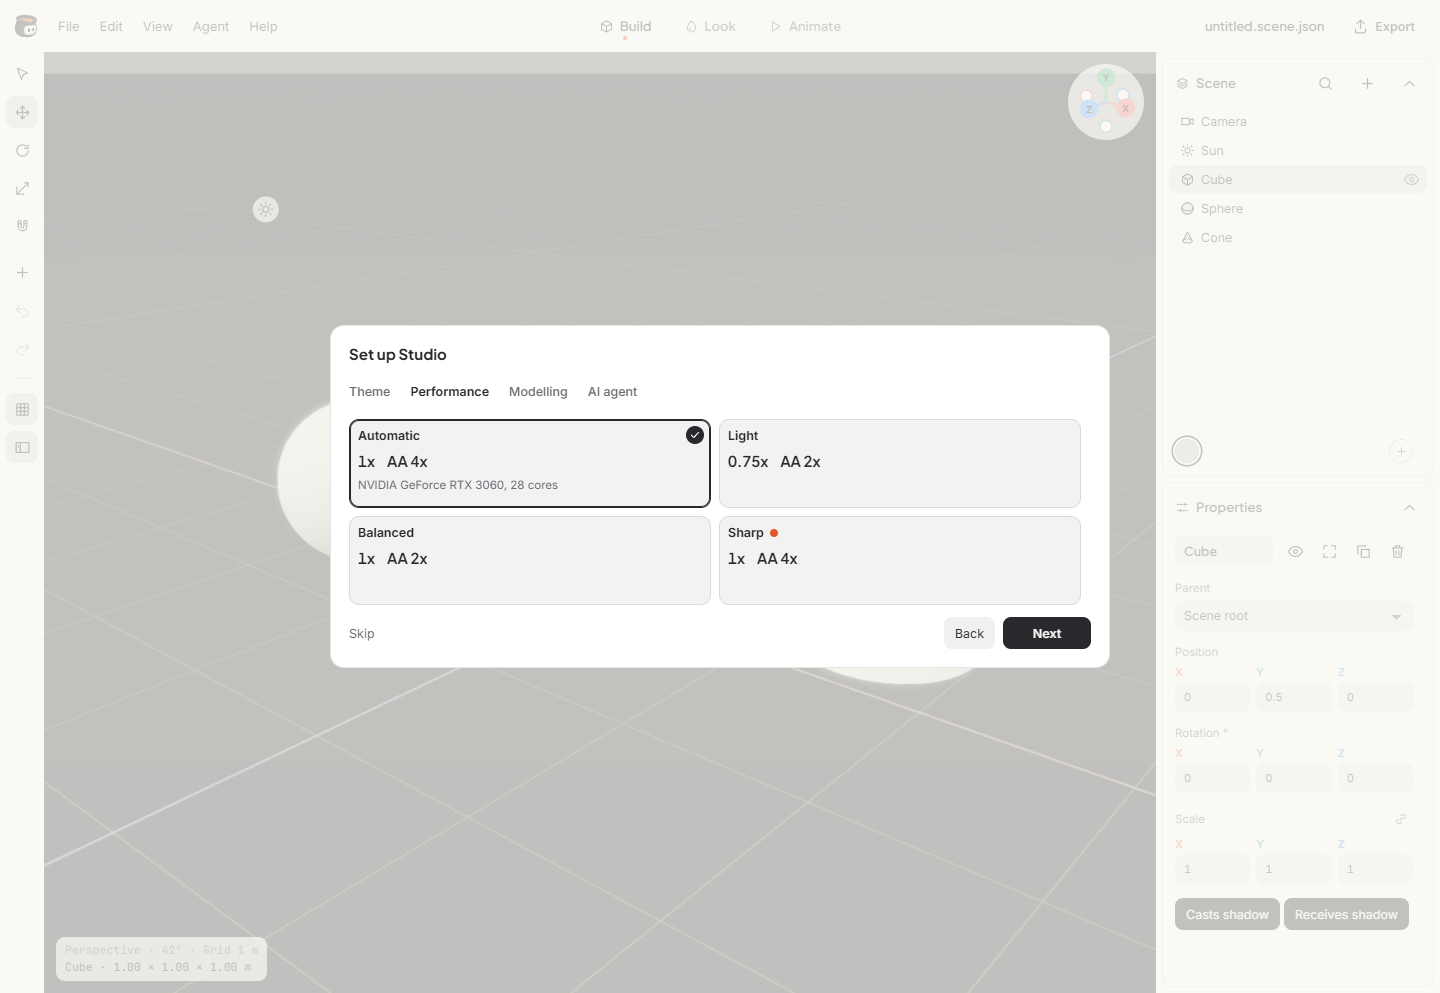 File Edit View Agent Help
Build Look Animate
untitled.scene.json Export
Y
Z X
Scene
Camera
Sun
Cube
Sphere
Cone
Set up Studio
Theme Performance Modelling AI agent
Automatic
1x AA 4x
NVIDIA GeForce RTX 3060, 28 cores
Light
0.75x AA 2x
Balanced
1x AA 2x
Sharp
1x AA 4x
Skip Back Next
Properties
Cube
Parent
Scene root
Position
X Y Z
0 0.5 0
Rotation °
X Y Z
0 0 0
Scale
X Y Z
1 1 1
Casts shadow Receives shadow
Perspective · 42° · Grid 1 m
Cube · 1.00 × 1.00 × 1.00 m